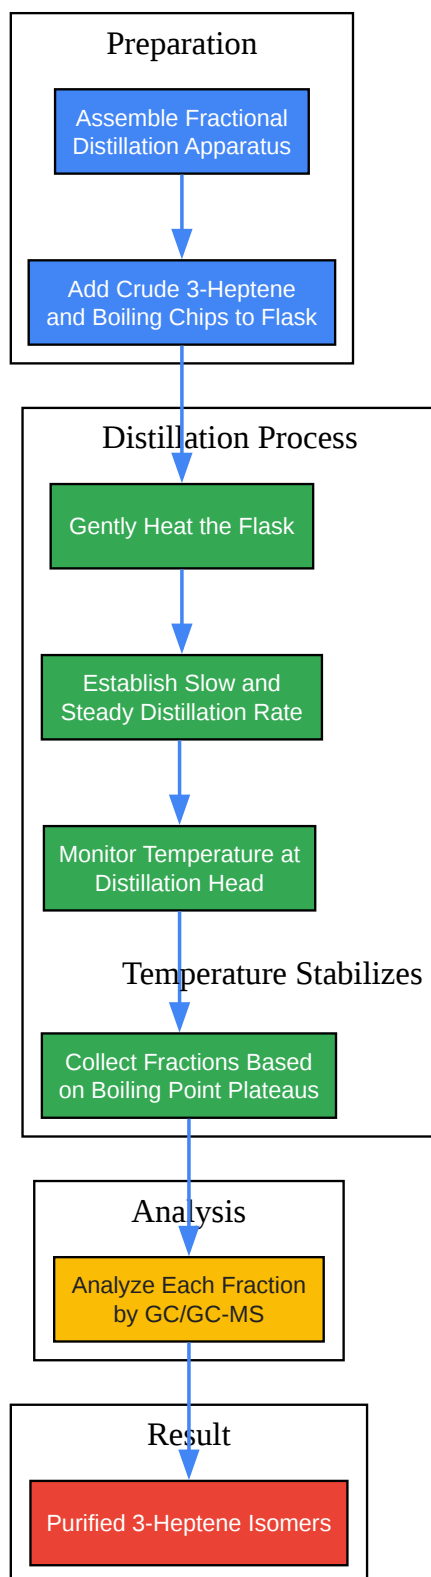 Preparation
Assemble Fractional
Distillation Apparatus
Add Crude 3-Heptene
and Boiling Chips to Flask
Distillation Process
Gently Heat the Flask
Establish Slow and
Steady Distillation Rate
Monitor Temperature at
Distillation Head
Temperature Stabilizes
Collect Fractions Based
on Boiling Point Plateaus
Analysis
Analyze Each Fraction
by GC/GC-MS
Result
Purified 3-Heptene Isomers